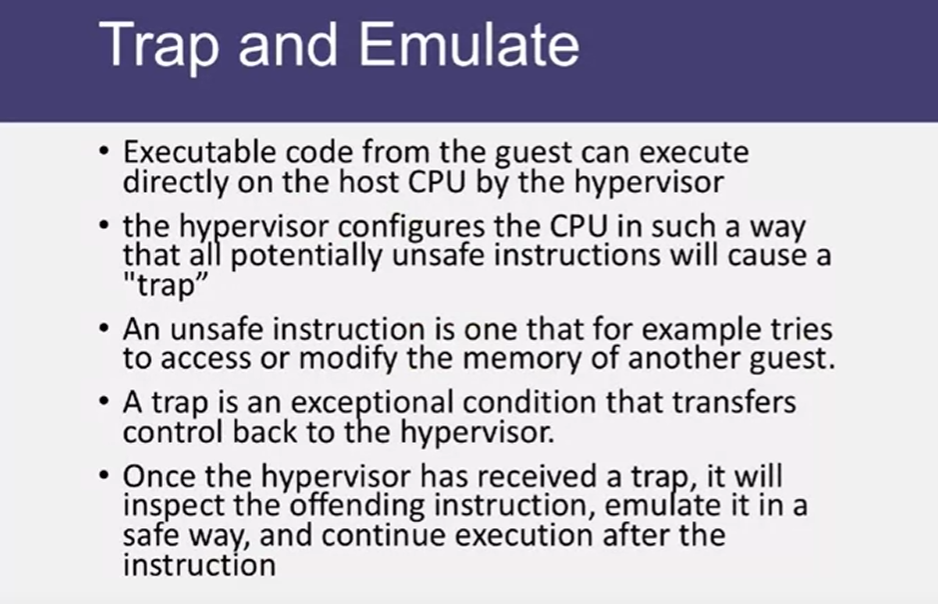 Trap and Emulate
• Executable code from the guest can execute
directly on the host CPU by the hypervisor
• the hypervisor configures the CPU in such a way
that all potentially unsafe instructions will cause a
"trap”
• An unsafe instruction is one that for example tries
to access or modify the memory of another guest.
• A trap is an exceptional condition that transfers
control back to the hypervisor.
• Once the hypervisor has received a trap, it will
inspect the offending instruction, emulate it in a
safe way, and continue execution after the
instruction